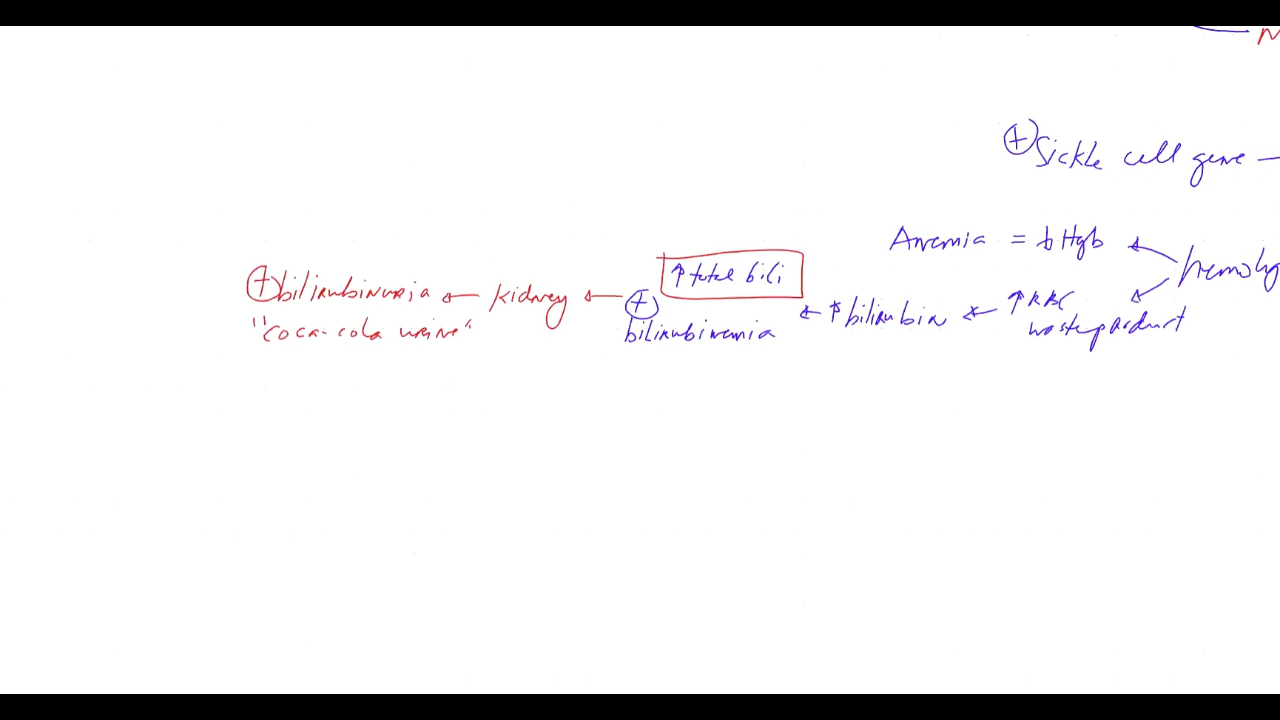 ⊕ Sickle cell gene
Anemia = ↓ Hgb
↑ total bili
⊕ bilirubinuria ← kidney ← ⊕
"coca-cola urine"
bilirubinemia ← ↑ bilirubin ← ↑ RBC
waste product